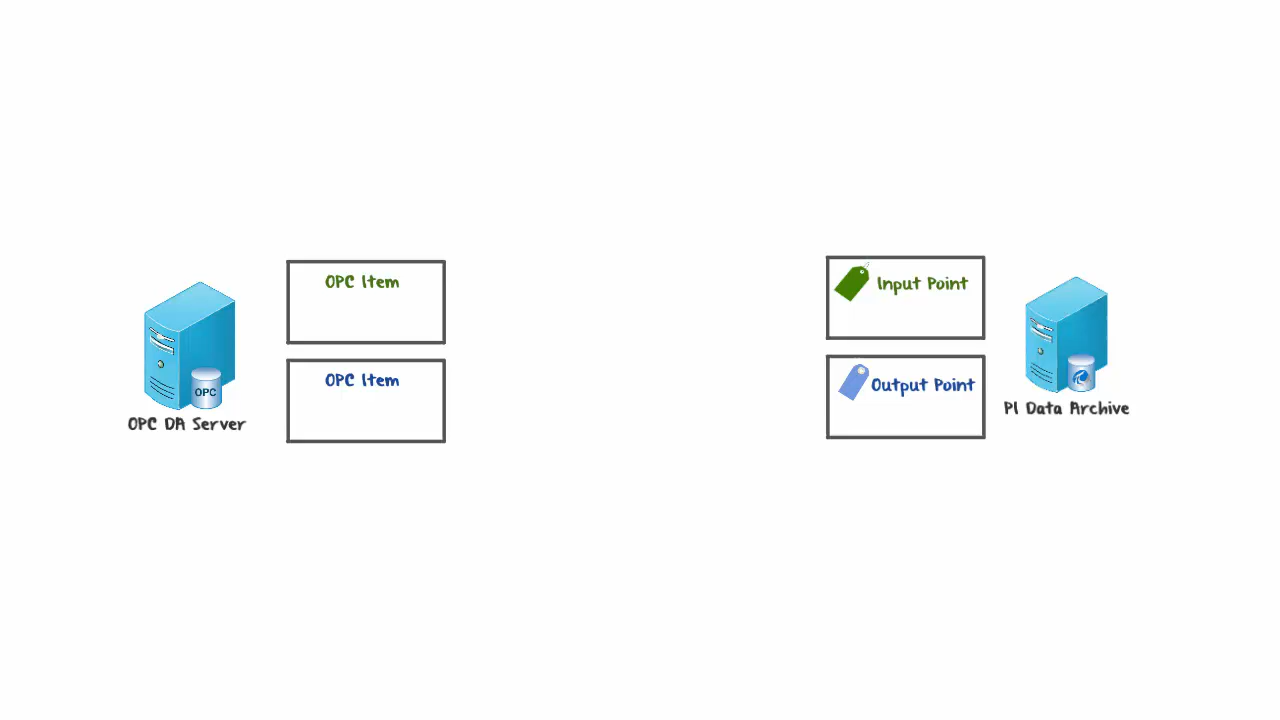 OPC Item
Input Point
OPC Item
Output Point
OPC
OPC DA Server
PI Data Archive